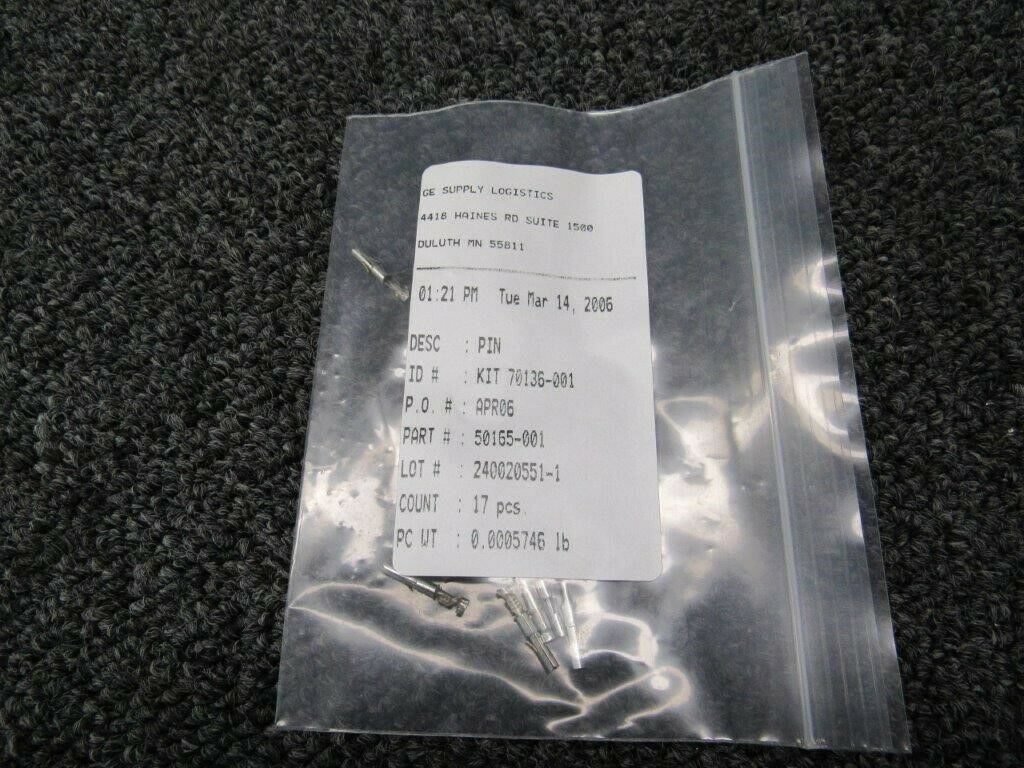 GE SUPPLY LOGISTICS
4418 HAINES RD SUITE 1500
DULUTH MN 55811
01:21 PM Tue Mar 14, 2006
DESC : PIN
ID # : KIT 70136-001
P.O. # : APR06
PART # : 50165-001
LOT # : 240020551-1
COUNT : 17 pcs.
PC WT : 0.0005746 lb